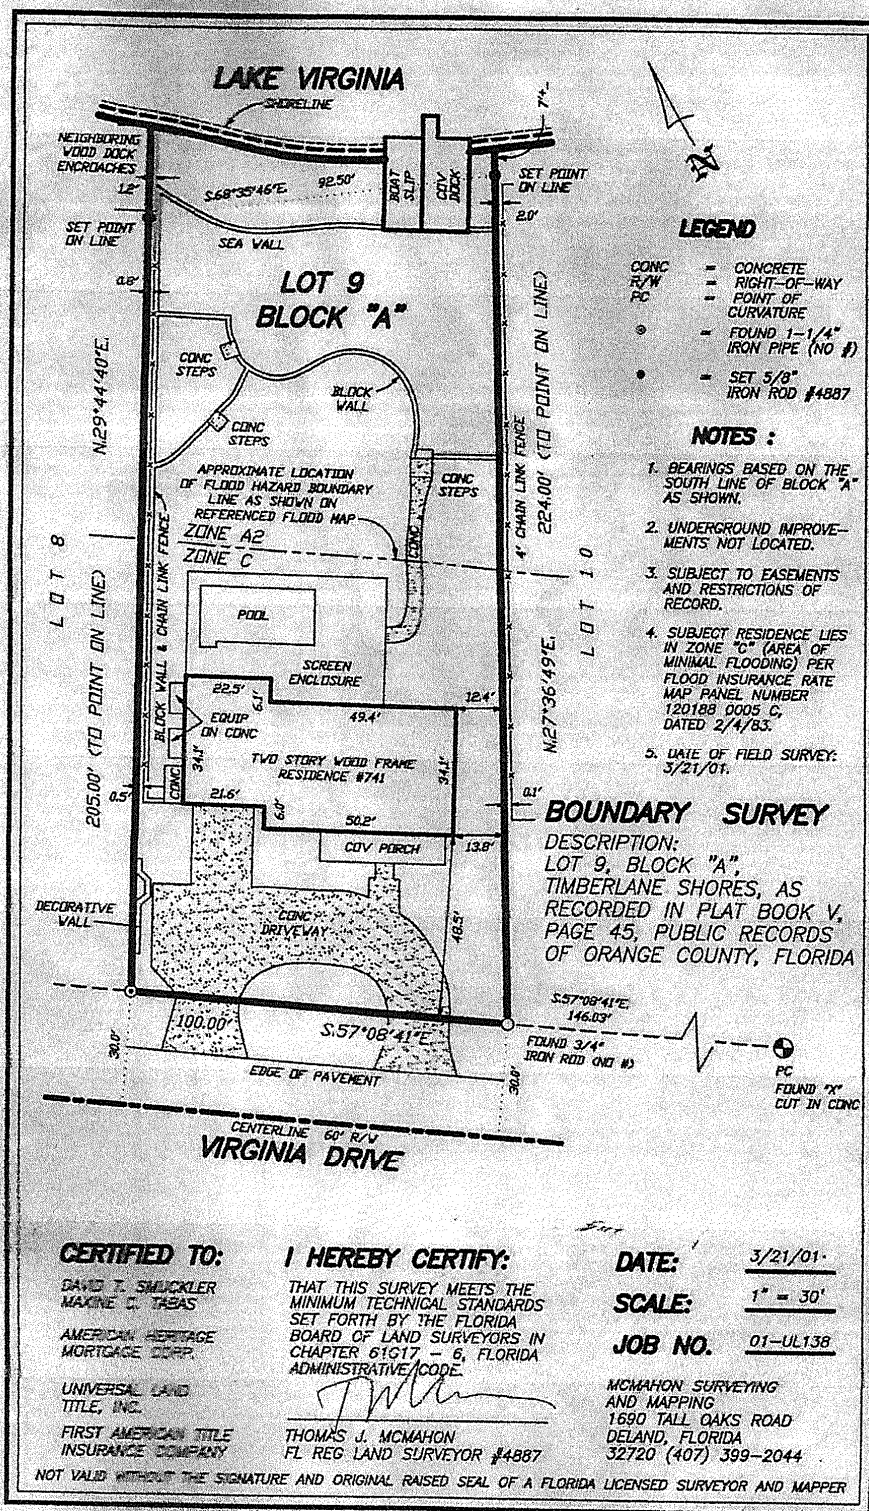 LAKE VIRGINIA
SHORELINE
7'±
NEIGHBORING
WOOD DOCK
ENCROACHES
1.2'
S.68°35'46"E.
92.50'
BOAT
SLIP
COV
DOCK
SET POINT
ON LINE
2.0'
SET POINT
ON LINE
SEA WALL
0.8'
LOT 9
BLOCK "A"
N.29°44'40"E.
205.00' (TO POINT ON LINE)
LOT 8
CONC
STEPS
BLOCK
WALL
CONC
STEPS
CONC
STEPS
CONC
APPROXIMATE LOCATION
OF FLOOD HAZARD BOUNDARY
LINE AS SHOWN ON
REFERENCED FLOOD MAP
ZONE A2
ZONE C
BLOCK WALL & CHAIN LINK FENCE
4' CHAIN LINK FENCE
224.00' (TO POINT ON LINE)
N.27°36'49"E.
LOT 10
POOL
SCREEN
ENCLOSURE
22.5'
6.1'
49.4'
12.4'
EQUIP
ON CONC
34.1'
TWO STORY WOOD FRAME
RESIDENCE #741
34.1'
CONC
0.5'
21.6'
6.0'
50.2'
0.1'
COV PORCH
13.8'
48.5'
DECORATIVE
WALL
CONC
DRIVEWAY
100.00'
S.57°08'41"E.
30.0'
EDGE OF PAVEMENT
30.0'
CENTERLINE 60' R/W
VIRGINIA DRIVE
S.57°08'41"E.
146.03'
FOUND 3/4"
IRON ROD (NO #)
PC
FOUND "X"
CUT IN CONC
LEGEND
CONC = CONCRETE
R/W = RIGHT-OF-WAY
PC = POINT OF
CURVATURE
= FOUND 1-1/4"
IRON PIPE (NO #)
= SET 5/8"
IRON ROD #4887
NOTES :
1. BEARINGS BASED ON THE
SOUTH LINE OF BLOCK "A"
AS SHOWN.
2. UNDERGROUND IMPROVE-
MENTS NOT LOCATED.
3. SUBJECT TO EASEMENTS
AND RESTRICTIONS OF
RECORD.
4. SUBJECT RESIDENCE LIES
IN ZONE "C" (AREA OF
MINIMAL FLOODING) PER
FLOOD INSURANCE RATE
MAP PANEL NUMBER
120188 0005 C,
DATED 2/4/83.
5. DATE OF FIELD SURVEY:
3/21/01.
BOUNDARY SURVEY
DESCRIPTION:
LOT 9, BLOCK "A",
TIMBERLANE SHORES, AS
RECORDED IN PLAT BOOK V,
PAGE 45, PUBLIC RECORDS
OF ORANGE COUNTY, FLORIDA
CERTIFIED TO:
DAVID T. SMUCKLER
MAXINE C. TABAS
AMERICAN HERITAGE
MORTGAGE CORP.
UNIVERSAL LAND
TITLE, INC.
FIRST AMERICAN TITLE
INSURANCE COMPANY
I HEREBY CERTIFY:
THAT THIS SURVEY MEETS THE
MINIMUM TECHNICAL STANDARDS
SET FORTH BY THE FLORIDA
BOARD OF LAND SURVEYORS IN
CHAPTER 61G17 - 6, FLORIDA
ADMINISTRATIVE CODE.
THOMAS J. MCMAHON
FL REG LAND SURVEYOR #4887
DATE: 3/21/01
SCALE: 1" = 30'
JOB NO. 01-UL138
MCMAHON SURVEYING
AND MAPPING
1690 TALL OAKS ROAD
DELAND, FLORIDA
32720 (407) 399-2044
NOT VALID WITHOUT THE SIGNATURE AND ORIGINAL RAISED SEAL OF A FLORIDA LICENSED SURVEYOR AND MAPPER